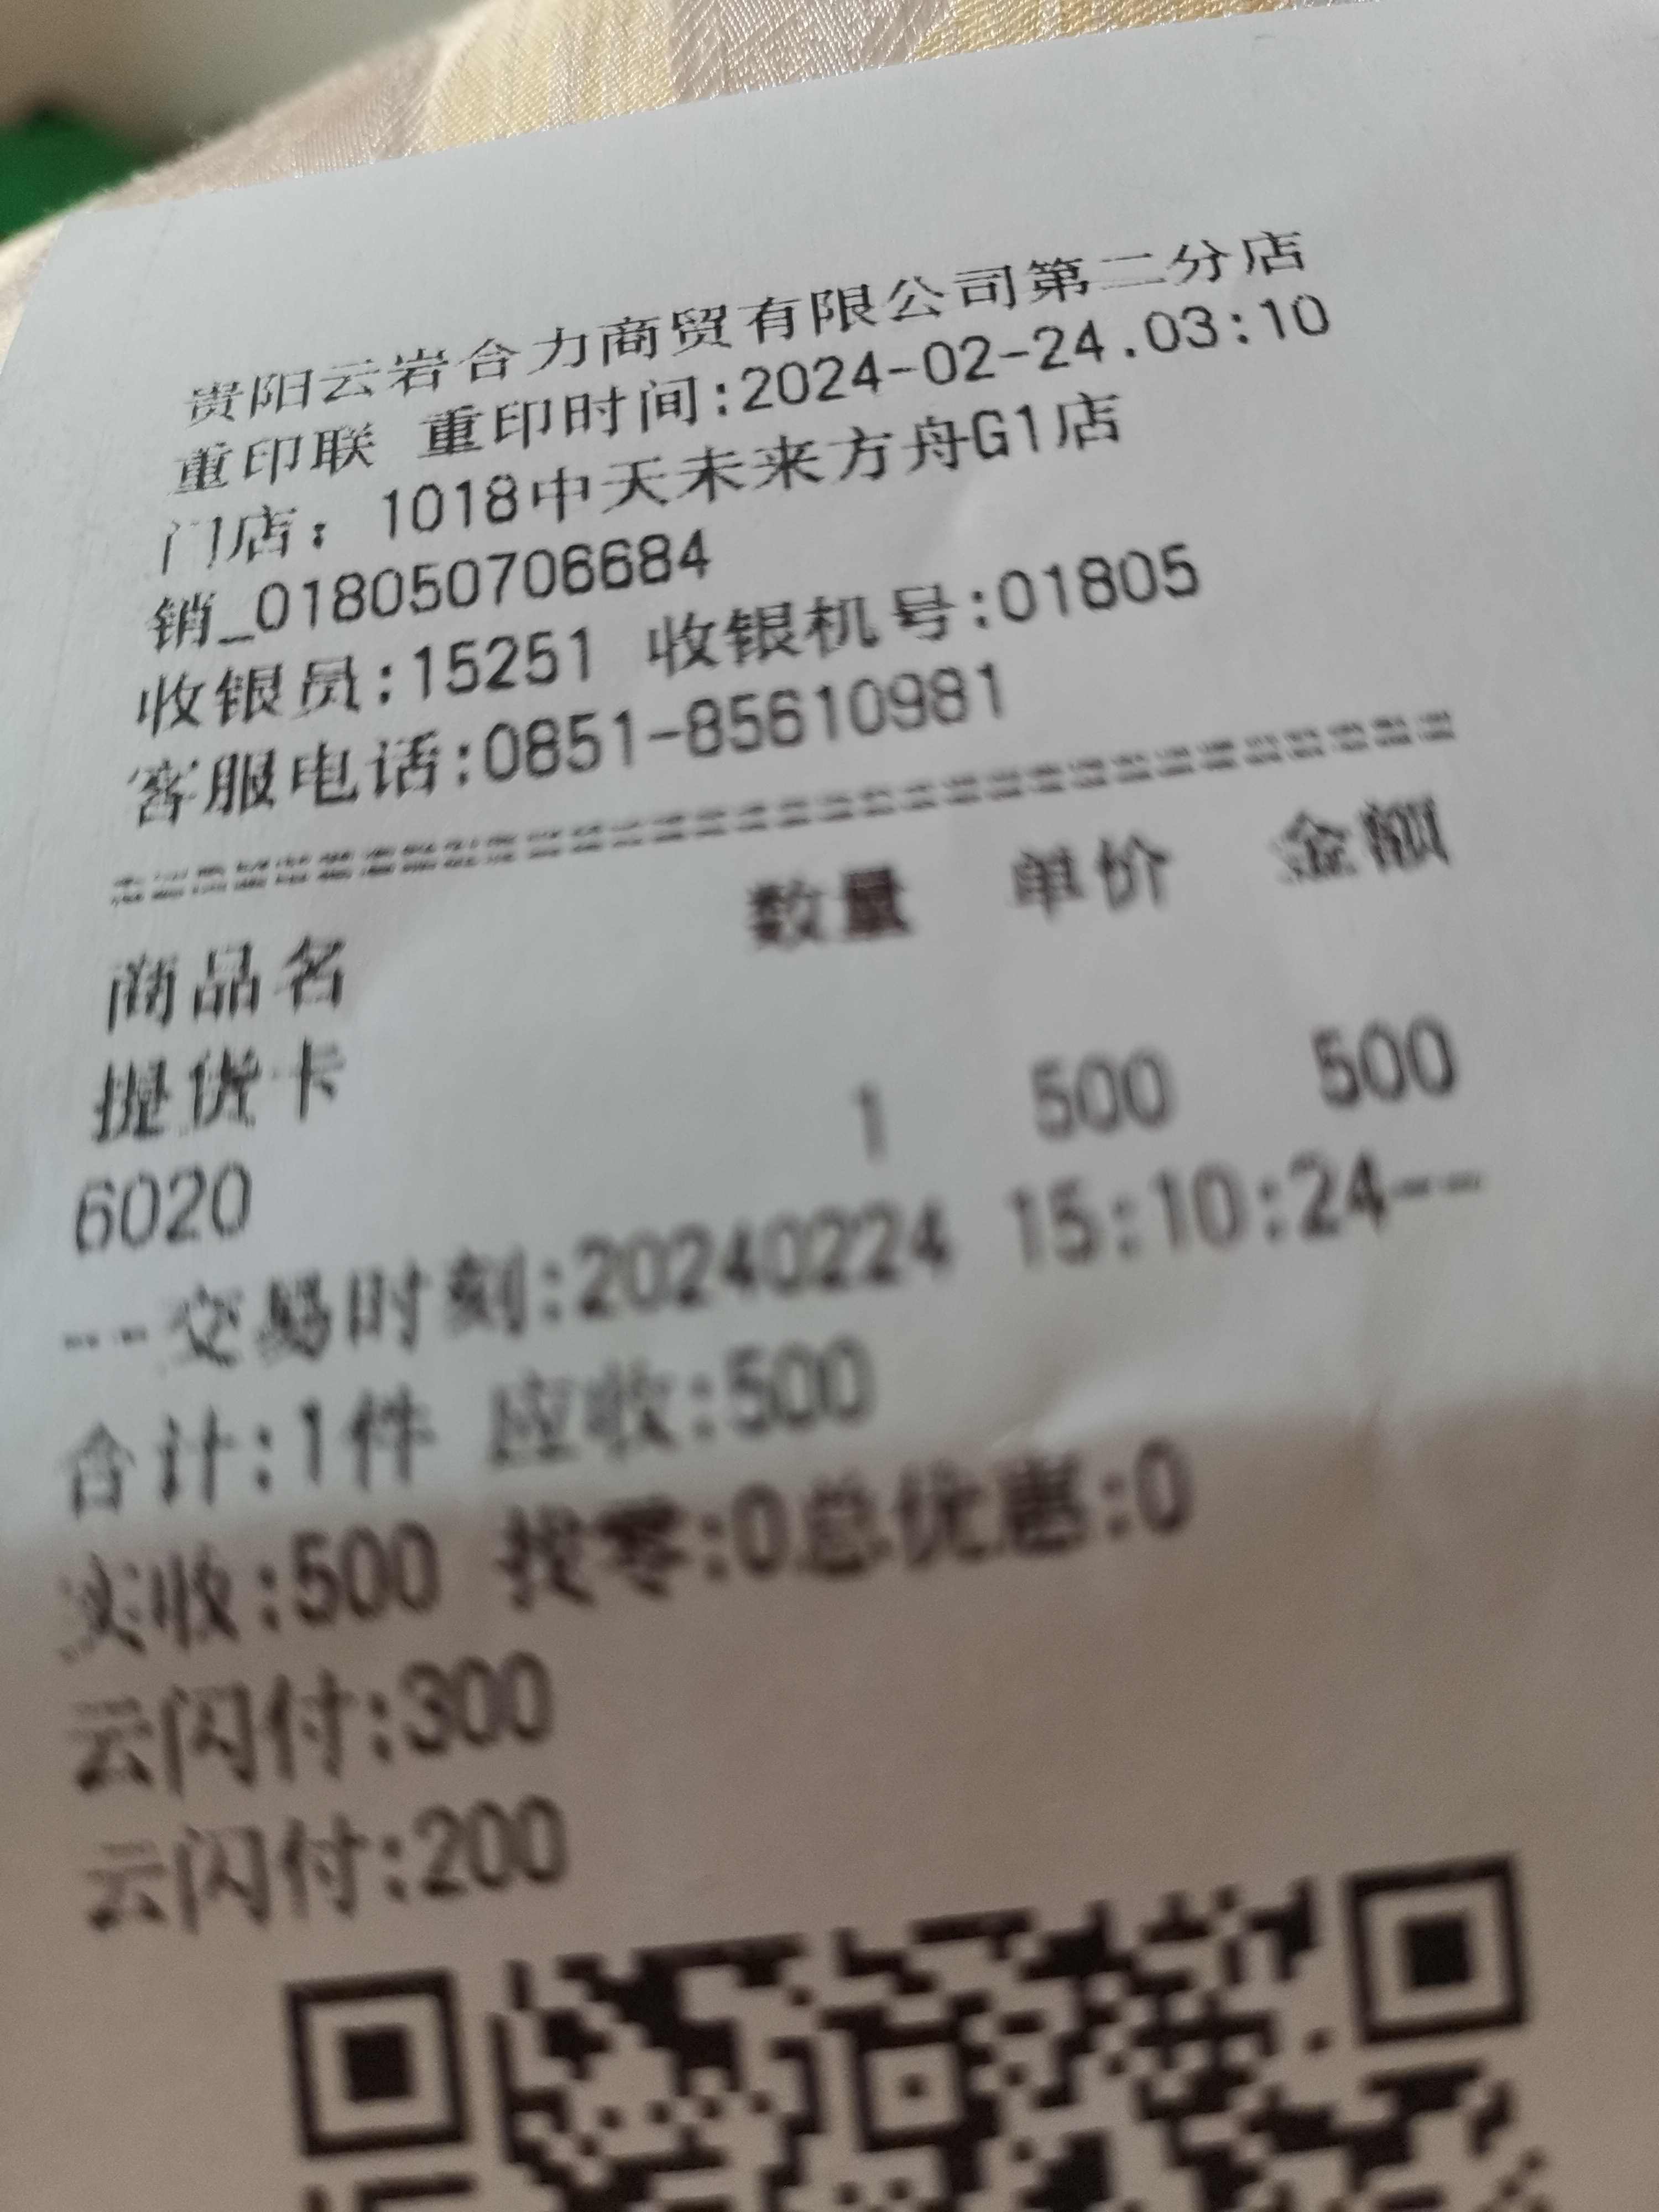 贵阳云岩合力商贸有限公司第二分店
重印联 重印时间:2024-02-24.03:10
门店：1018中天未来方舟G1店
销_018050706684
收银员:15251 收银机号:01805
客服电话:0851-85610981
商品名 数量 单价 金额
提货卡
6020 1 500 500
--交易时刻:20240224 15:10:24--
合计:1件 应收:500
实收:500 找零:0总优惠:0
云闪付:300
云闪付:200